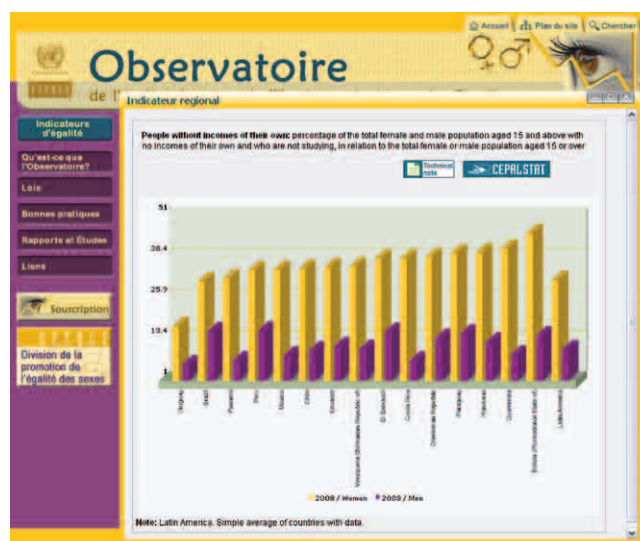 Accueil Plan du site Chercher
Observatoire
de l'
Indicateur regional
Indicateurs
d'égalité
Qu'est-ce que
l'Observatoire?
Lois
Bonnes pratiques
Rapports et Études
Liens
Souscription
Division de la
promotion de
l'égalité des sexes
People without incomes of their own: percentage of the total female and male population aged 15 and above with
no incomes of their own and who are not studying, in relation to the total female or male population aged 15 or over
Technical
note
CEPALSTAT
51
38.4
25.9
13.4
1
Uruguay
Brazil
Panama
Peru
Mexico
Chile
Ecuador
Venezuela (Bolivarian Republic of)
El Salvador
Costa Rica
Dominican Republic
Paraguay
Honduras
Guatemala
Bolivia (Plurinational State of)
Latin America
2008 / Women 2008 / Men
Note: Latin America. Simple average of countries with data.